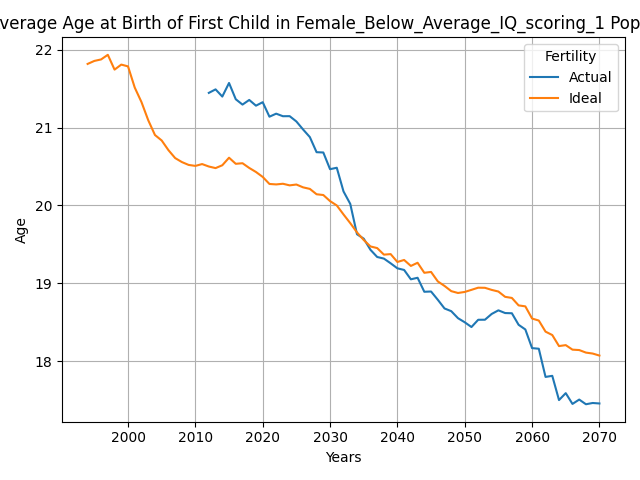 verage Age at Birth of First Child in Female_Below_Average_IQ_scoring_1 Pop
22
21
20
19
18
Age
2000
2010
2020
2030
2040
2050
2060
2070
Years
Fertility
Actual
Ideal